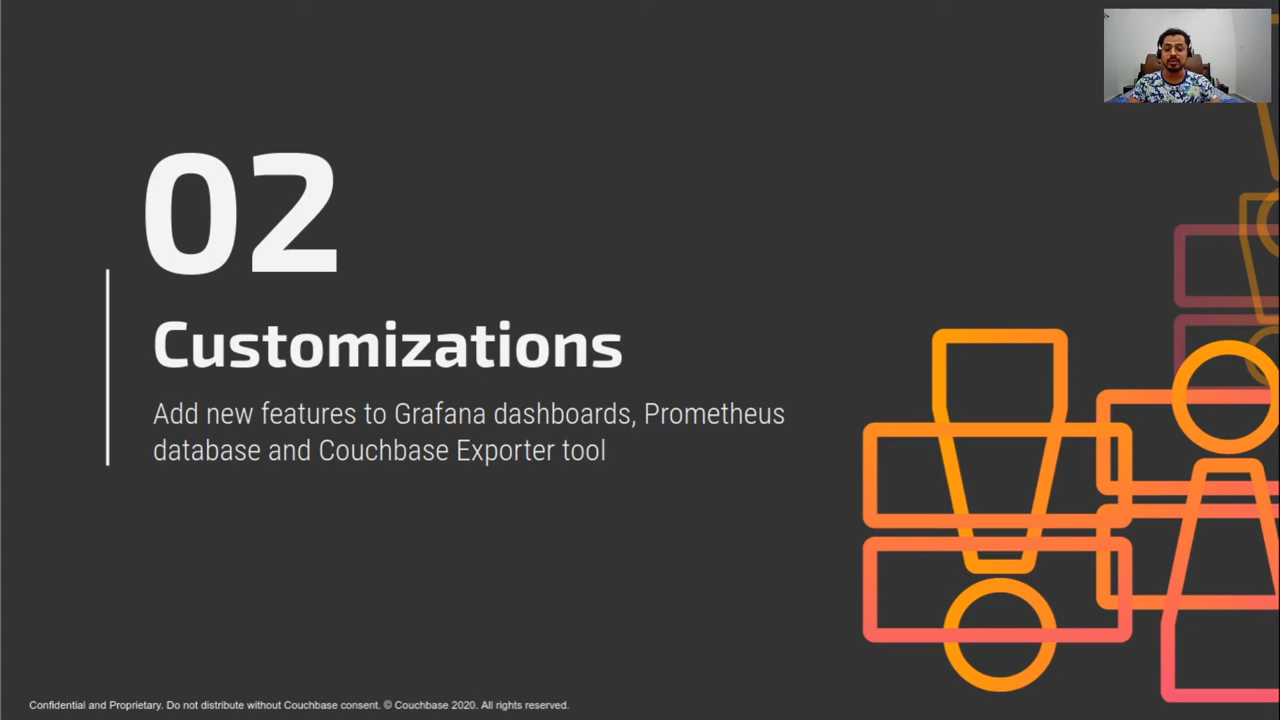 02
Customizations
Add new features to Grafana dashboards, Prometheus
database and Couchbase Exporter tool
Confidential and Proprietary. Do not distribute without Couchbase consent. © Couchbase 2020. All rights reserved.